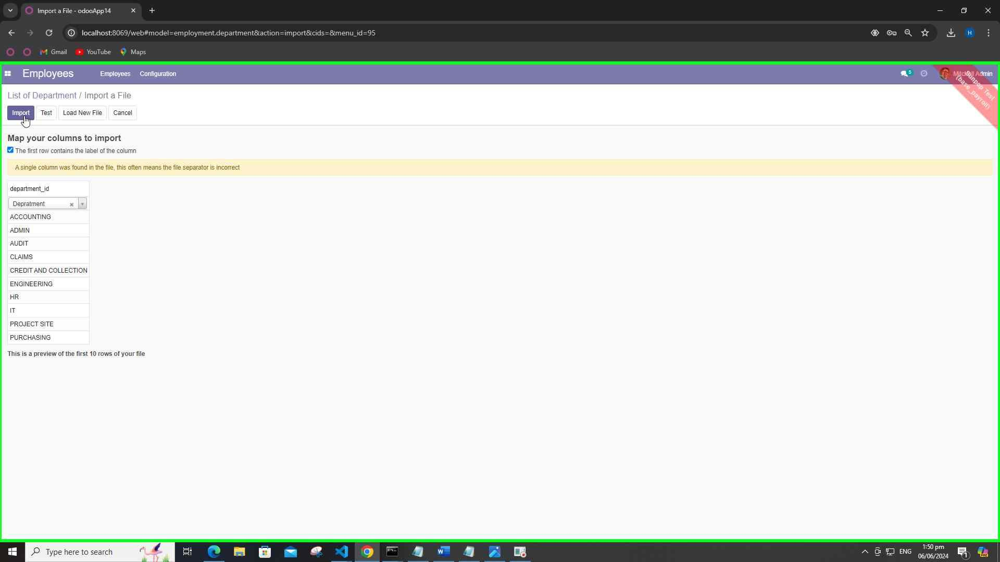 Import a File - odooApp14
localhost:8069/web#model=employment.department&action=import&cids=&menu_id=95
H
Gmail
YouTube
Maps
Employees
Employees
Configuration
5
Mitchell Admin
Sunpop Test
(base_payroll)
List of Department / Import a File
Import
Test
Load New File
Cancel
Map your columns to import
The first row contains the label of the column
A single column was found in the file, this often means the file separator is incorrect
department_id
Depratment
ACCOUNTING
ADMIN
AUDIT
CLAIMS
CREDIT AND COLLECTION
ENGINEERING
HR
IT
PROJECT SITE
PURCHASING
This is a preview of the first 10 rows of your file
Type here to search
ENG
1:50 pm
06/06/2024
1